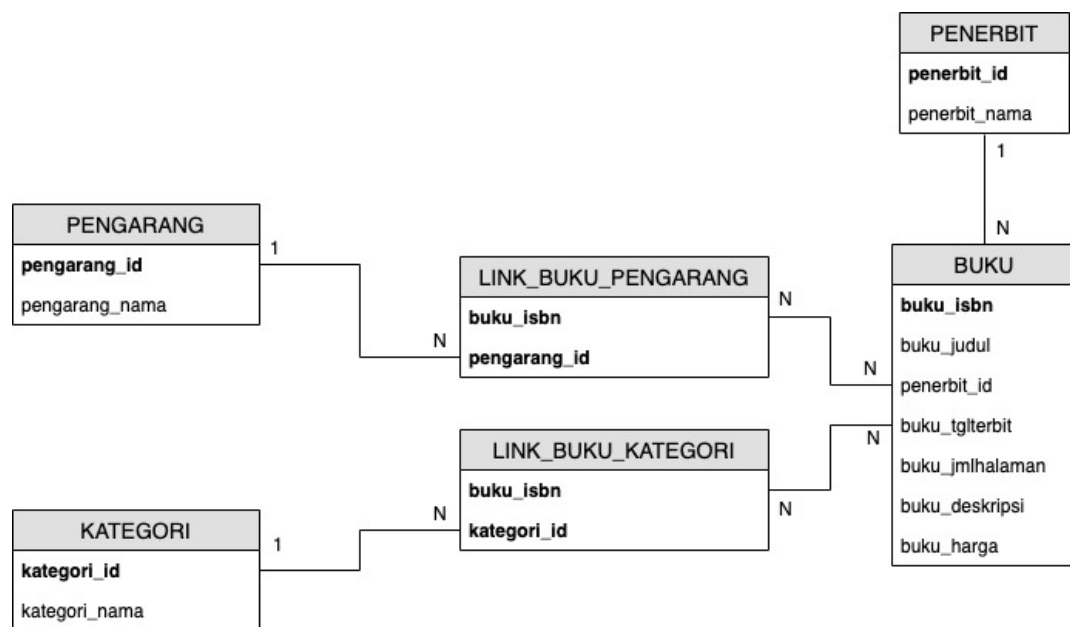 PENERBIT
penerbit_id
penerbit_nama
1
N
PENGARANG
pengarang_id
pengarang_nama
1
N
LINK_BUKU_PENGARANG
buku_isbn
pengarang_id
N
N
BUKU
buku_isbn
buku_judul
penerbit_id
buku_tglterbit
buku_jmlhalaman
buku_deskripsi
buku_harga
LINK_BUKU_KATEGORI
buku_isbn
kategori_id
N
N
KATEGORI
kategori_id
kategori_nama
1
N